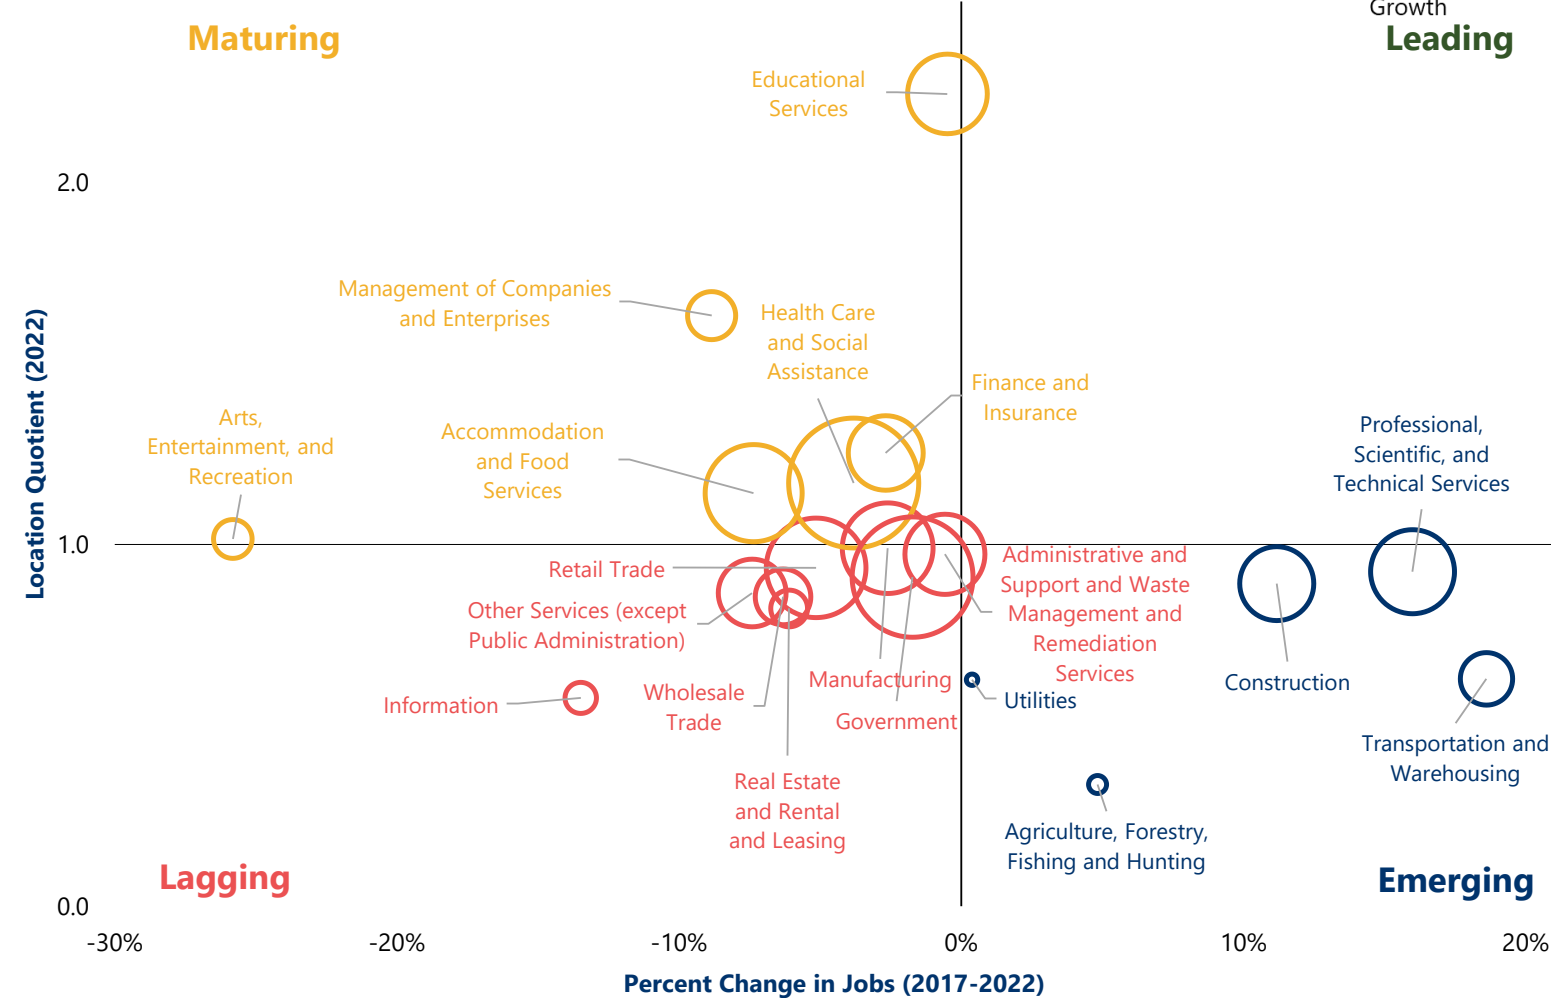 Growth
Maturing
Leading
Educational
Services
2.0
Management of Companies
and Enterprises
Health Care
and Social
Assistance
Finance and
Insurance
Arts,
Entertainment, and
Recreation
Accommodation
and Food
Services
Professional,
Scientific, and
Technical Services
Location Quotient (2022)
1.0
Retail Trade
Administrative and
Support and Waste
Management and
Remediation
Services
Other Services (except
Public Administration)
Information
Wholesale
Trade
Manufacturing
Government
Utilities
Construction
Transportation and
Warehousing
Real Estate
and Rental
and Leasing
Agriculture, Forestry,
Fishing and Hunting
Lagging
Emerging
0.0
-30%
-20%
-10%
0%
10%
20%
Percent Change in Jobs (2017-2022)